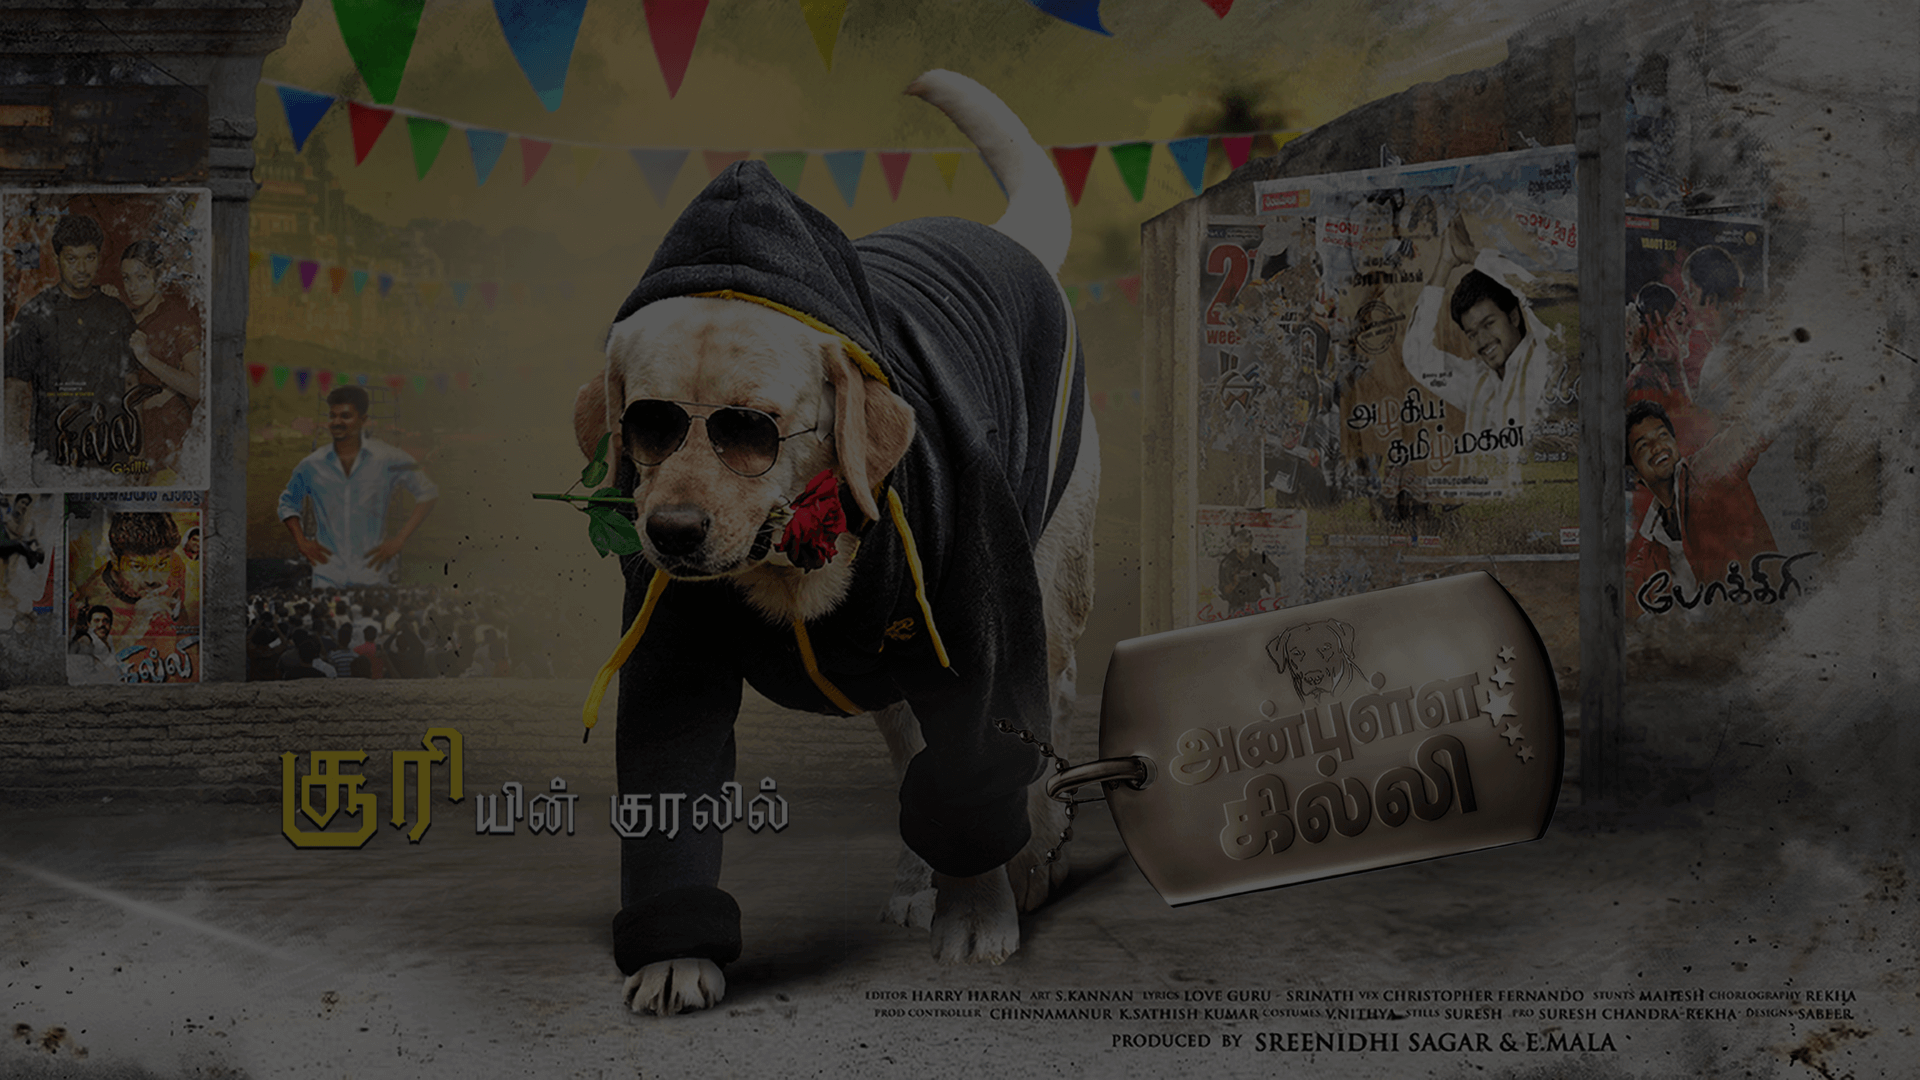 கில்லி
கில்லி
2
wee
அழகிய
தமிழ்மகன்
போக்கிரி
அன்புள்ள
கில்லி
சூரியின் குரலில்
EDITOR HARRY HARAN ART S.KANNAN LYRICS LOVE GURU - SRINATH VFX CHRISTOPHER FERNANDO STUNTS MAHESH CHOREOGRAPHY REKHA
PROD CONTROLLER CHINNAMANUR K.SATHISH KUMAR COSTUMES V.NITHYA STILLS SURESH PRO SURESH CHANDRA-REKHA DESIGNS SABEER
PRODUCED BY SREENIDHI SAGAR & E.MALA